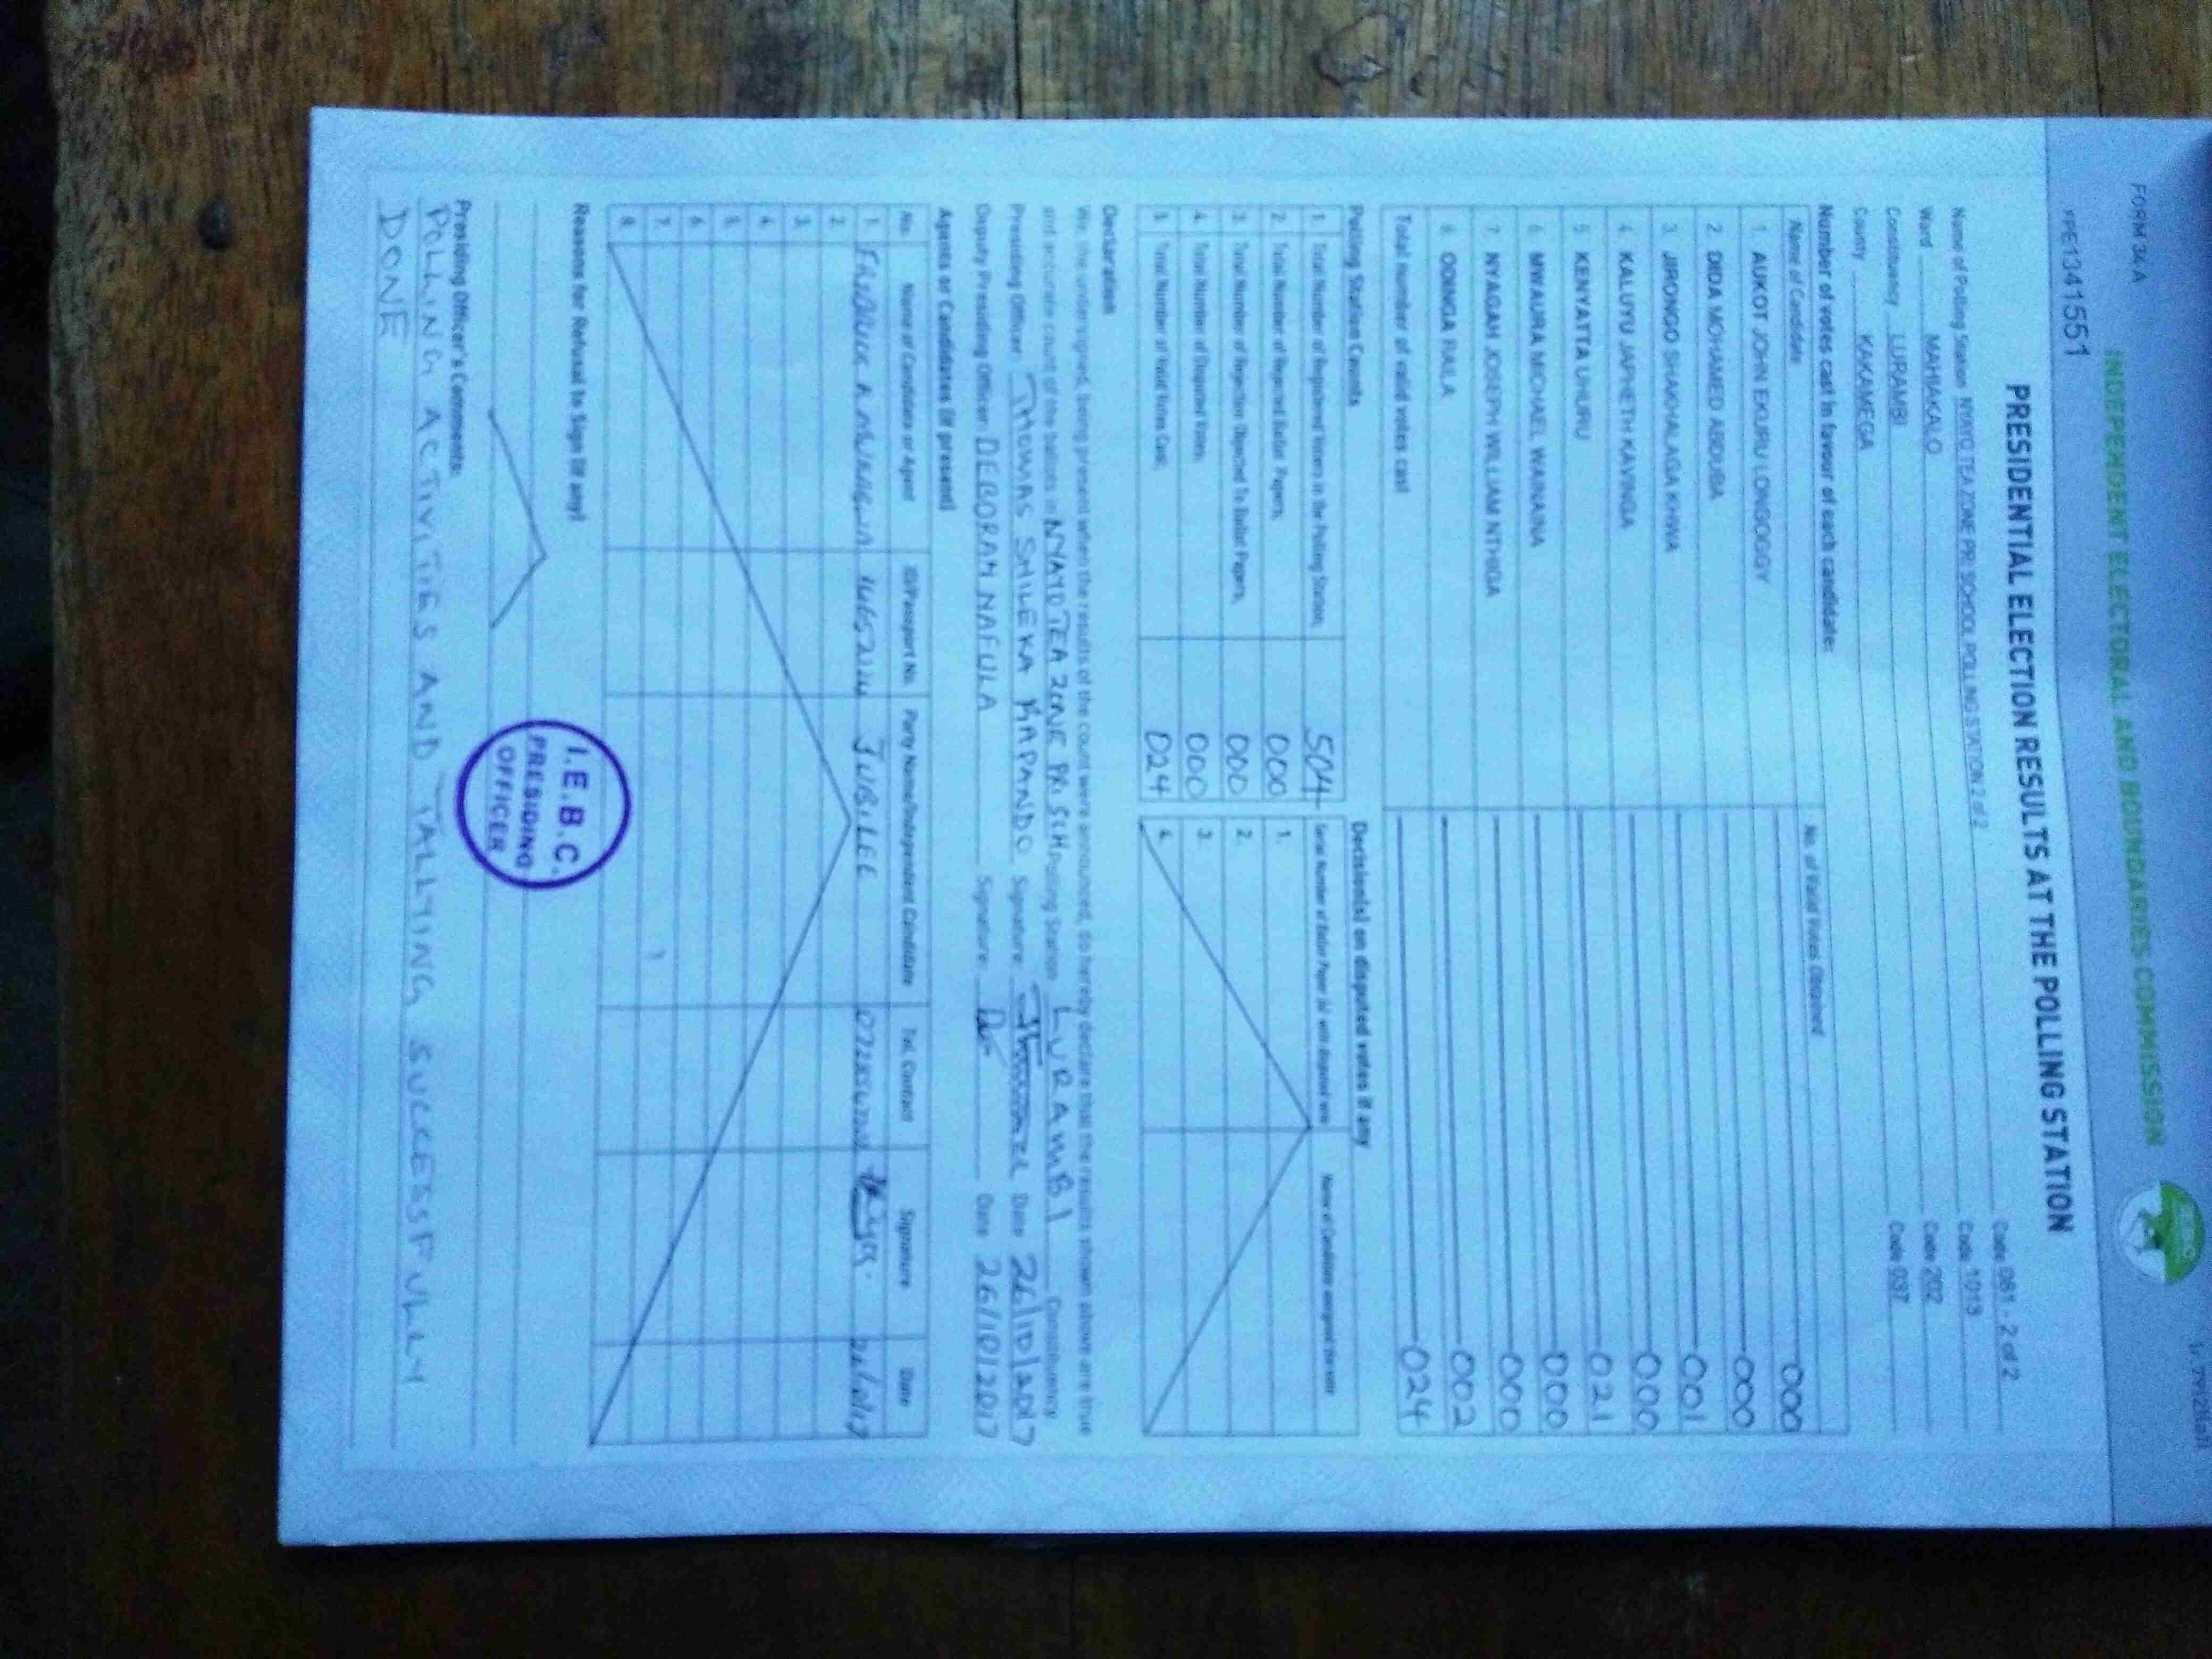 FORM 34A
INDEPENDENT ELECTORAL AND BOUNDARIES COMMISSION
PE1341551
PRESIDENTIAL ELECTION RESULTS AT THE POLLING STATION
Name of Polling Station NYAYO TEA ZONE PRI SCHOOL POLLING STATION 2 of 2 Code 061 - 2 of 2
Ward MAHIAKALO Code 1013
Constituency LURAMBI Code 202
County KAKAMEGA Code 037
Number of votes cast in favour of each candidate:
Name of Candidate No. of Valid Votes Obtained
1. AUKOT JOHN EKURU LONGOGGY 000
2. DIDA MOHAMED ABDUBA 000
3. JIRONGO SHAKHALAGA KHWA 001
4. KALUYU JAPHETH KAVINGA 000
5. KENYATTA UHURU 021
6. MWAURA MICHAEL WAINAINA 000
7. NYAGAH JOSEPH WILLIAM NTHIGA 000
8. ODINGA RAILA 002
Total number of valid votes cast 024
Polling Station Counts
1. Total Number of Registered Voters in the Polling Station 504
2. Total Number of Rejected Ballot Papers 000
3. Total Number of Rejection Objected To Ballot Papers 000
4. Total Number of Disputed Votes 000
5. Total Number of Valid Votes Cast 024
Decision(s) on disputed votes if any
Serial Number of Ballot Paper (s) with disputed vote Name of Candidate assigned the vote
1.
2.
3.
4.
Declaration
We, the undersigned, being present when the results of the count were announced, do hereby declare that the results shown above are true
and accurate count of the ballots in NYAYO TEA ZONE PRI SCH Polling Station LURAMBI Constituency
Presiding Officer THOMAS SHILEKA RAPANDO Signature Date 26/10/2017
Deputy Presiding Officer DEBORAH NAFULA Signature Date 26/10/2017
Agents or Candidates (if present)
No. Name of Candidate or Agent ID/Passport No. Party Name/Independent Candidate Tel. Contact Signature Date
1. JUBILEE
2.
3.
4.
5.
6.
7.
8.
Reasons for Refusal to Sign (if any)
Presiding Officer's Comments:
POLLING ACTIVITIES AND TALLYING SUCCESSFULLY
DONE
I.E.B.C.
PRESIDING
OFFICER